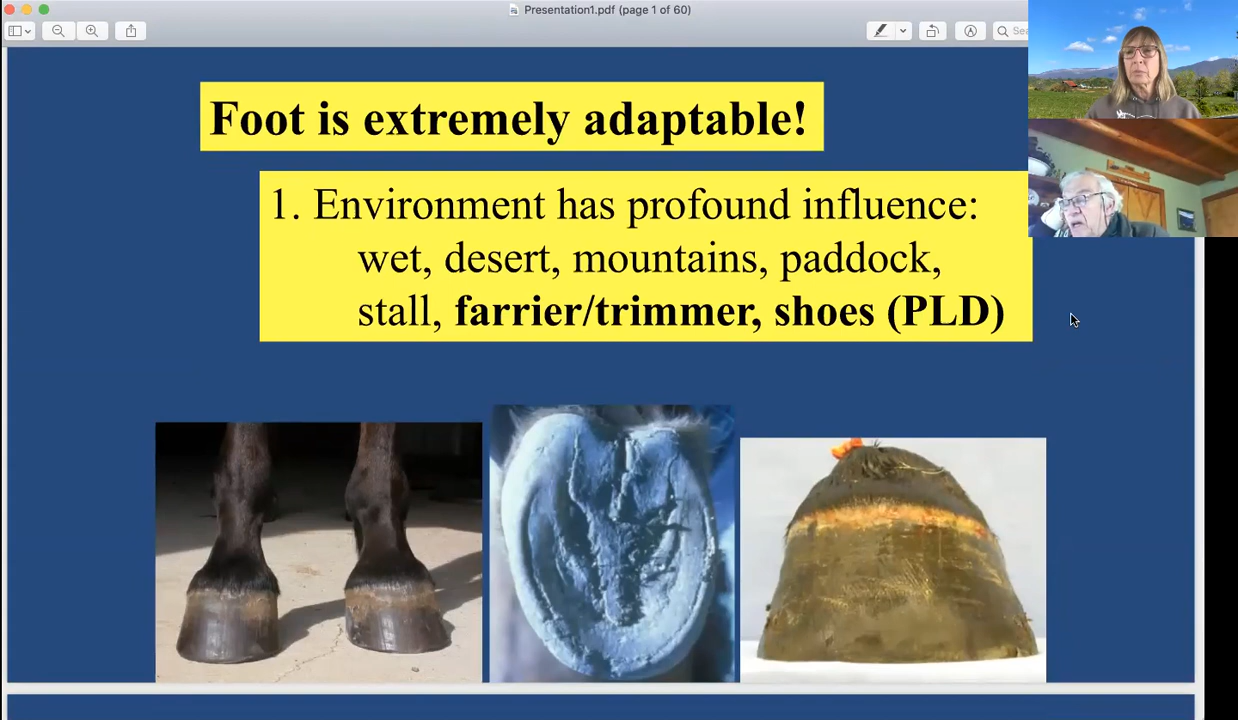 Presentation1.pdf (page 1 of 60)
Foot is extremely adaptable!
1. Environment has profound influence:
wet, desert, mountains, paddock,
stall, farrier/trimmer, shoes (PLD)